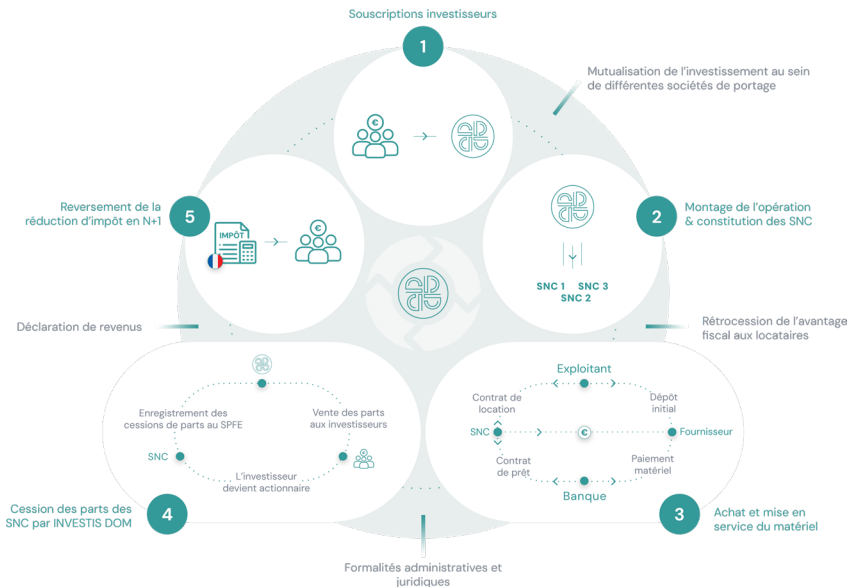 Souscriptions investisseurs
1
Mutualisation de l'investissement au sein
de différentes sociétés de portage
€
Reversement de la
réduction d'impôt en N+1
5
IMPÔT
€
2
Montage de l'opération
& constitution des SNC
SNC 1 SNC 3
SNC 2
Déclaration de revenus
Rétrocession de l'avantage
fiscal aux locataires
Enregistrement des
cessions de parts au SPFE
Vente des parts
aux investisseurs
SNC
L'investisseur
devient actionnaire
Exploitant
Contrat de
location
Dépôt
initial
SNC
€
Fournisseur
Contrat
de prêt
Paiement
matériel
Banque
Cession des parts des
SNC par INVESTIS DOM
4
3
Achat et mise en
service du matériel
Formalités administratives et
juridiques